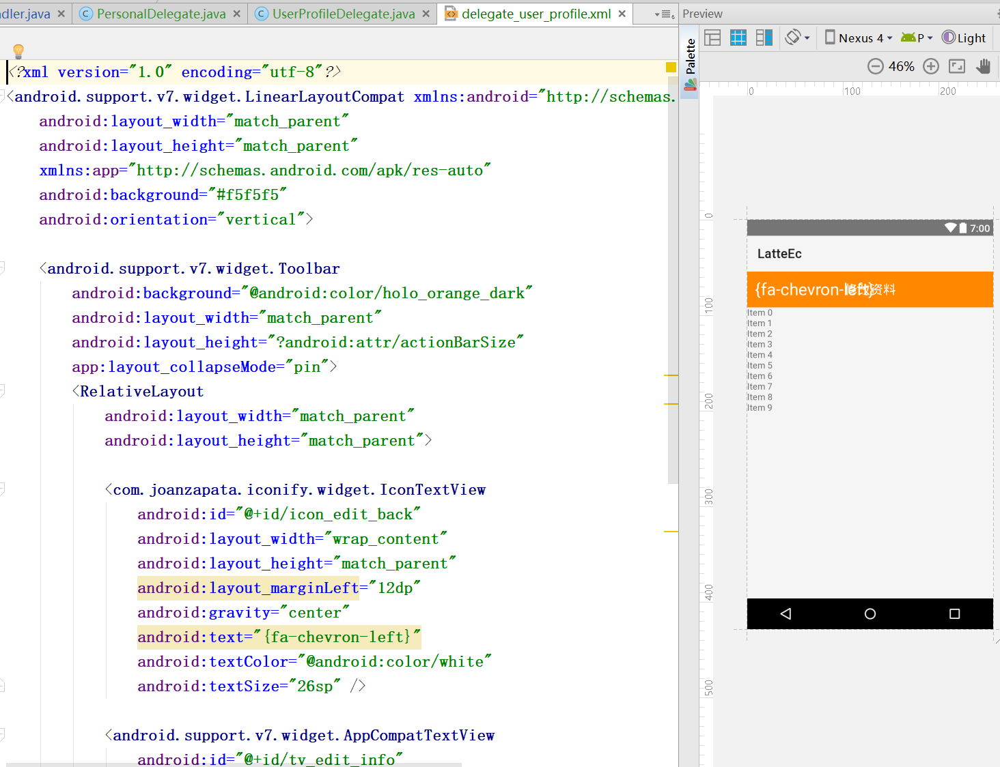 dler.java PersonalDelegate.java UserProfileDelegate.java delegate_user_profile.xml 6 Preview
Palette
Nexus 4 P Light
46%
<?xml version="1.0" encoding="utf-8"?>
<android.support.v7.widget.LinearLayoutCompat xmlns:android="http://schemas.
android:layout_width="match_parent"
android:layout_height="match_parent"
xmlns:app="http://schemas.android.com/apk/res-auto"
android:background="#f5f5f5"
android:orientation="vertical">
<android.support.v7.widget.Toolbar
android:background="@android:color/holo_orange_dark"
android:layout_width="match_parent"
android:layout_height="?android:attr/actionBarSize"
app:layout_collapseMode="pin">
<RelativeLayout
android:layout_width="match_parent"
android:layout_height="match_parent">
<com.joanzapata.iconify.widget.IconTextView
android:id="@+id/icon_edit_back"
android:layout_width="wrap_content"
android:layout_height="match_parent"
android:layout_marginLeft="12dp"
android:gravity="center"
android:text="{fa-chevron-left}"
android:textColor="@android:color/white"
android:textSize="26sp" />
<android.support.v7.widget.AppCompatTextView
android:id="@+id/tv_edit_info"
0 100 200
0
100
200
300
400
500
7:00
LatteEc
{fa-chevron-left}
修改资料
Item 0
Item 1
Item 2
Item 3
Item 4
Item 5
Item 6
Item 7
Item 8
Item 9